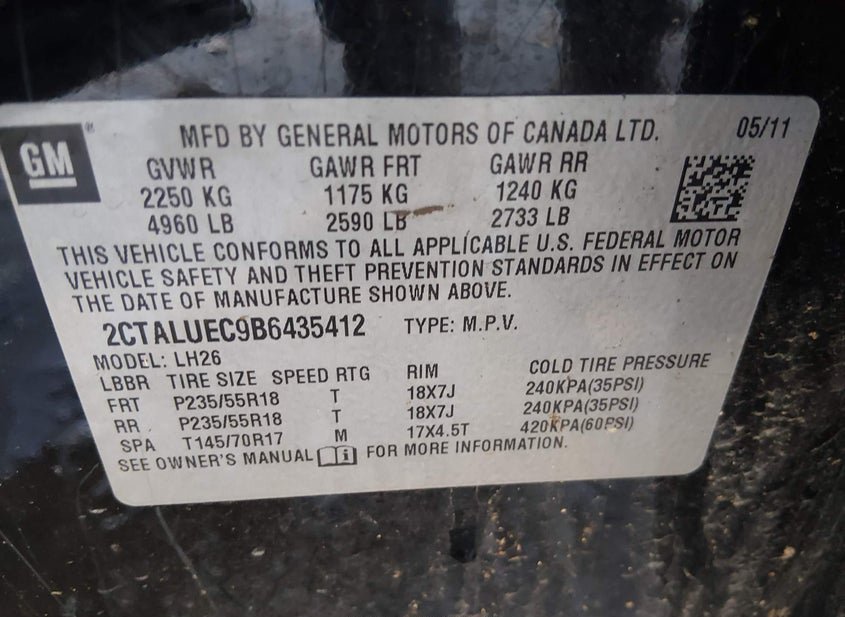 GM
MFD BY GENERAL MOTORS OF CANADA LTD. 05/11
GVWR GAWR FRT GAWR RR
2250 KG 1175 KG 1240 KG
4960 LB 2590 LB 2733 LB
THIS VEHICLE CONFORMS TO ALL APPLICABLE U.S. FEDERAL MOTOR
VEHICLE SAFETY AND THEFT PREVENTION STANDARDS IN EFFECT ON
THE DATE OF MANUFACTURE SHOWN ABOVE.
2CTALUEC9B6435412 TYPE: M.P.V.
MODEL: LH26
LBBR TIRE SIZE SPEED RTG RIM COLD TIRE PRESSURE
FRT P235/55R18 T 18X7J 240KPA(35PSI)
RR P235/55R18 T 18X7J 240KPA(35PSI)
SPA T145/70R17 M 17X4.5T 420KPA(60PSI)
SEE OWNER'S MANUAL i FOR MORE INFORMATION.